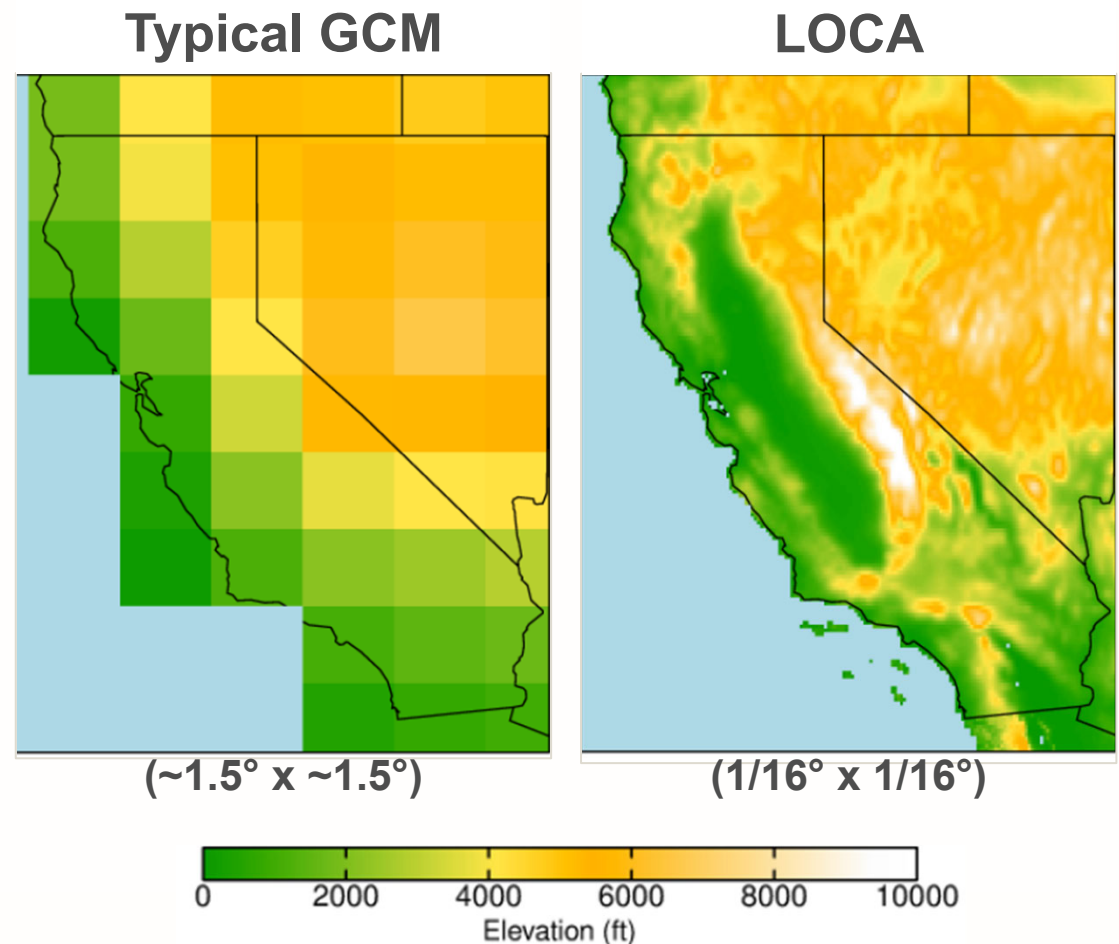 Typical GCM
LOCA
(~1.5° x ~1.5°)
(1/16° x 1/16°)
0 2000 4000 6000 8000 10000
Elevation (ft)